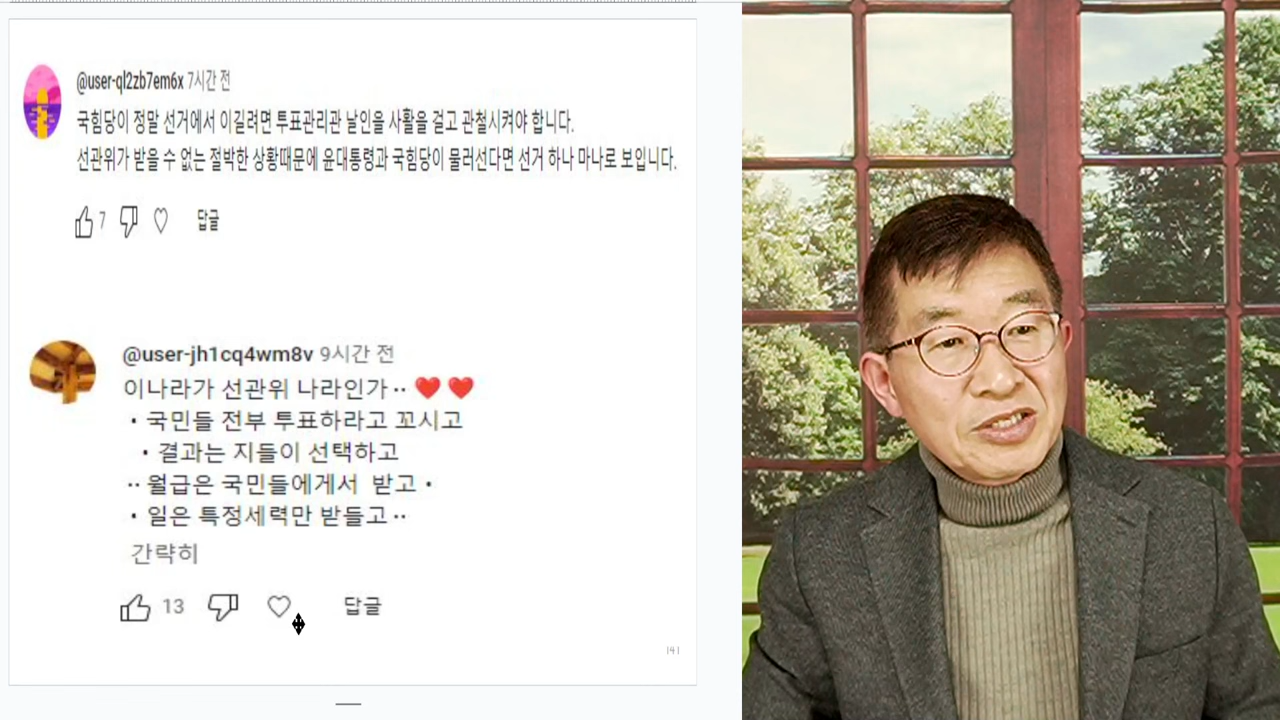 @user-ql2zb7em6x 7시간 전
국힘당이 정말 선거에서 이길려면 투표관리관 날인을 사활을 걸고 관철시켜야 합니다.
선관위가 받을 수 없는 절박한 상황때문에 윤대통령과 국힘당이 물러선다면 선거 하나 마나로 보입니다.
7 답글
@user-jh1cq4wm8v 9시간 전
이나라가 선관위 나라인가·· ❤️ ❤️
• 국민들 전부 투표하라고 꼬시고
• 결과는 지들이 선택하고
·· 월급은 국민들에게서 받고 •
• 일은 특정세력만 받들고 ··
간략히
13 답글
141